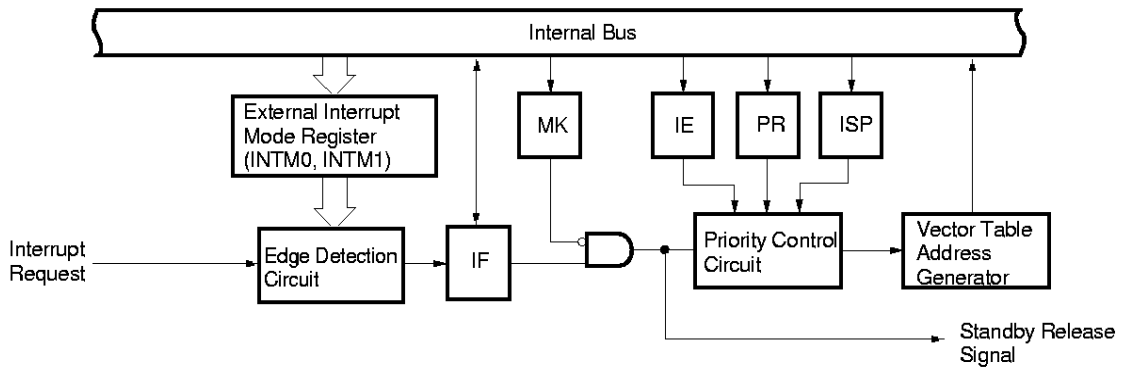 Internal Bus
External Interrupt
Mode Register
(INTM0, INTM1)
MK
IE
PR
ISP
Interrupt
Request
Edge Detection
Circuit
IF
Priority Control
Circuit
Vector Table
Address
Generator
Standby Release
Signal